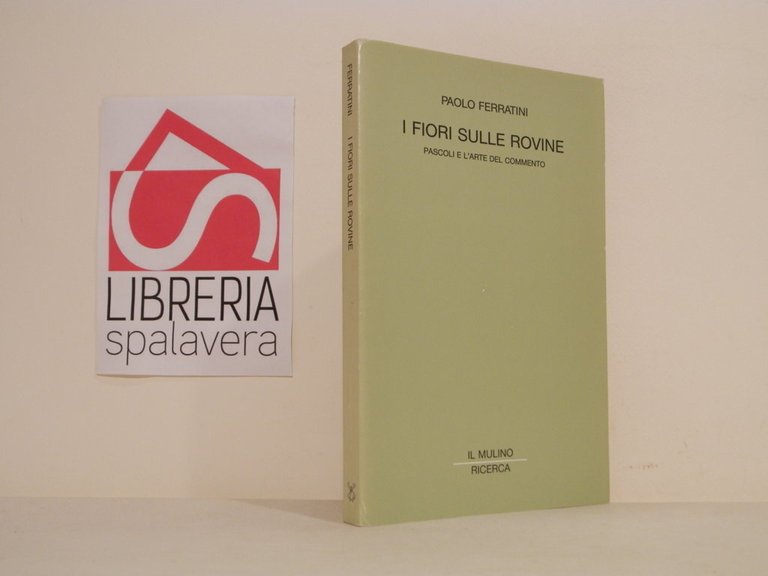 LIBRERIA
spalavera
FERRATINI I FIORI SULLE ROVINE
PAOLO FERRATINI
I FIORI SULLE ROVINE
PASCOLI E L'ARTE DEL COMMENTO
IL MULINO
RICERCA